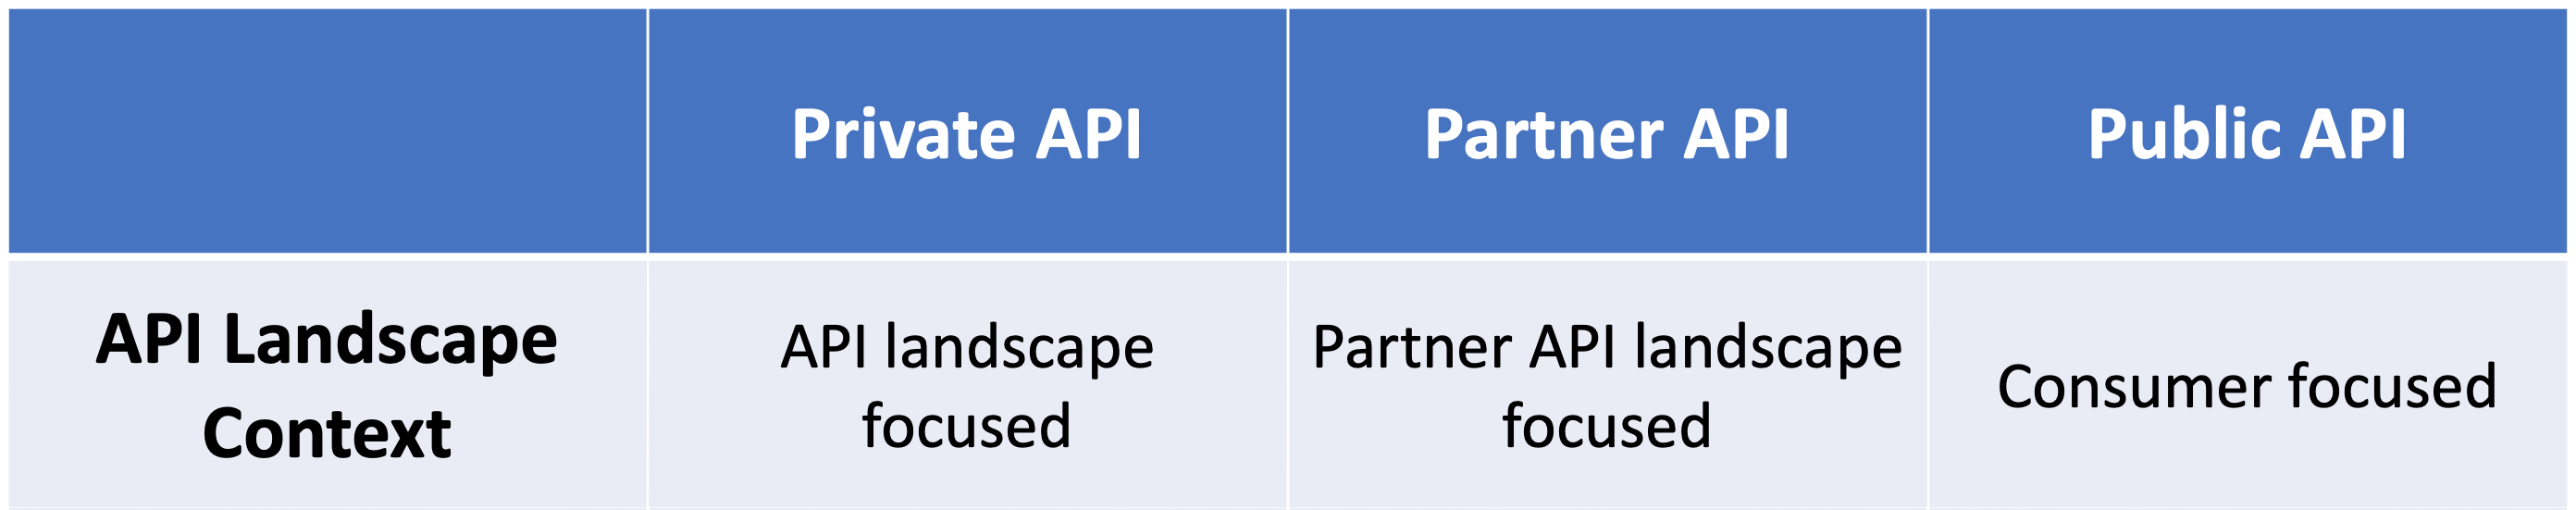 Private API
Partner API
Public API
API Landscape
Context
API landscape
focused
Partner API landscape
focused
Consumer focused